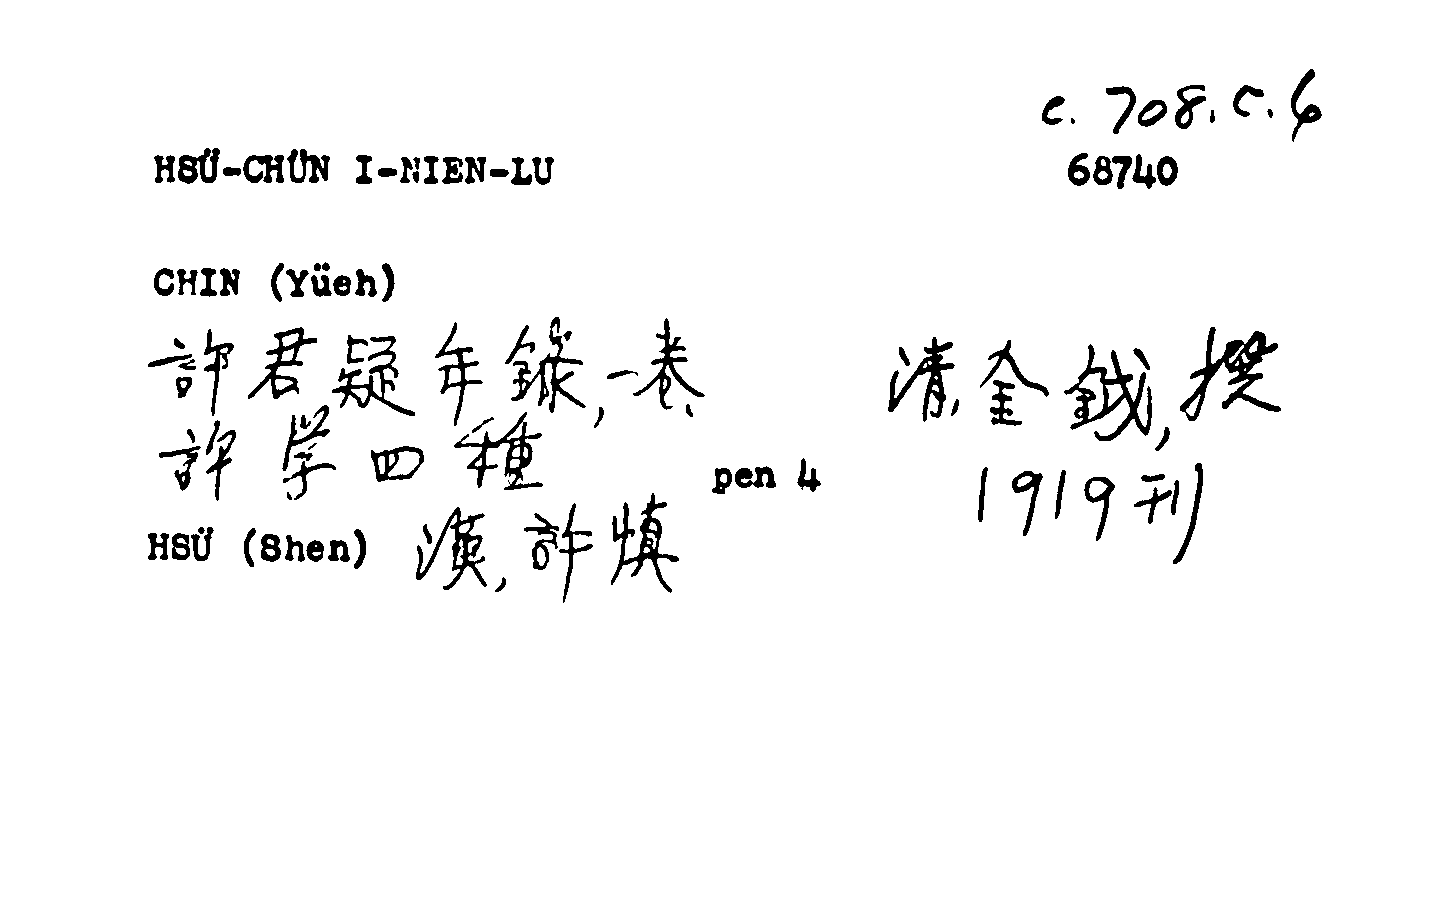 c. 708. c. 6
HSÜ-CHÜN I-NIEN-LU 68740
CHIN (Yüeh)
許君疑年錄,一卷. 清,金鉞,撰
許学四種 pen 4 1919刊
HSÜ (Shen) 漢,許慎